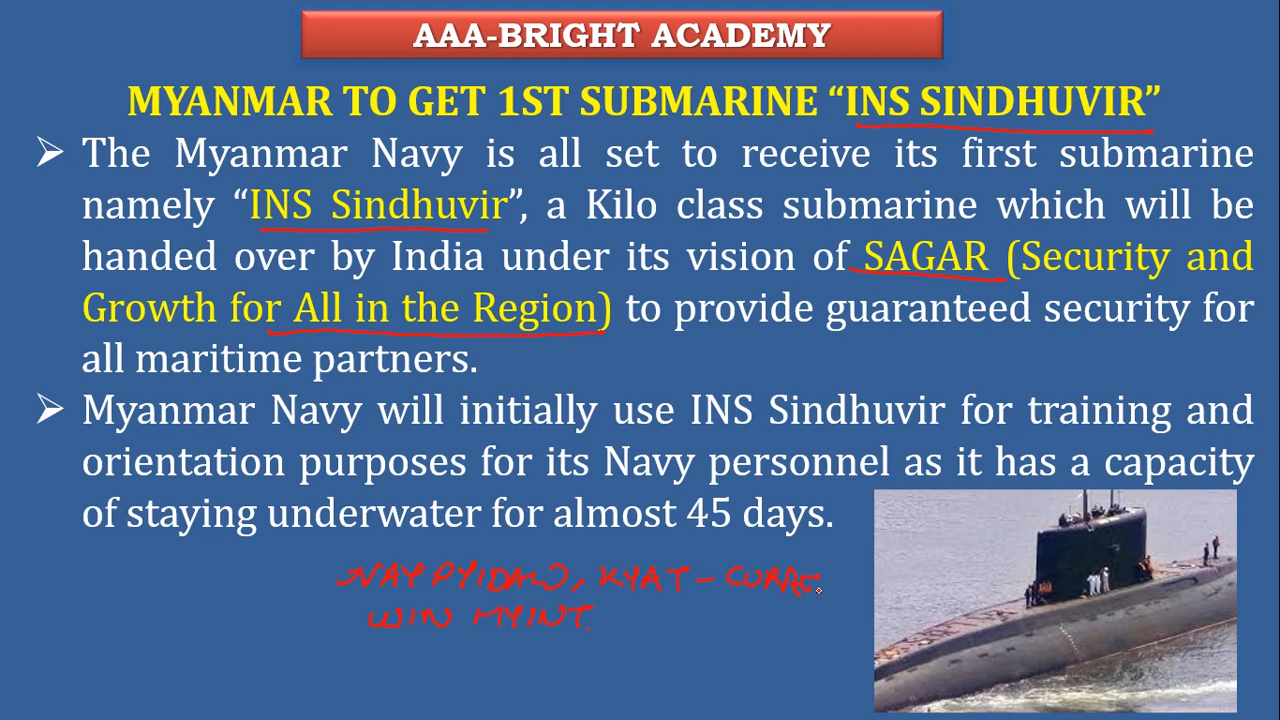 AAA-BRIGHT ACADEMY
MYANMAR TO GET 1ST SUBMARINE “INS SINDHUVIR”
➢ The Myanmar Navy is all set to receive its first submarine
namely “INS Sindhuvir”, a Kilo class submarine which will be
handed over by India under its vision of SAGAR (Security and
Growth for All in the Region) to provide guaranteed security for
all maritime partners.
➢ Myanmar Navy will initially use INS Sindhuvir for training and
orientation purposes for its Navy personnel as it has a capacity
of staying underwater for almost 45 days.
NAYPYIDAW, KYAT - CURRE
WIN MYINT